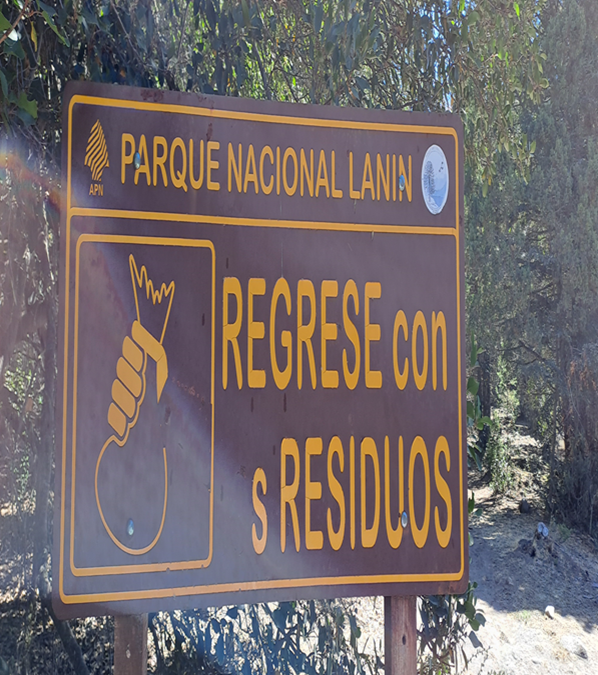 PARQUE NACIONAL LANIN
APN
REGRESE con
s RESIDUOS